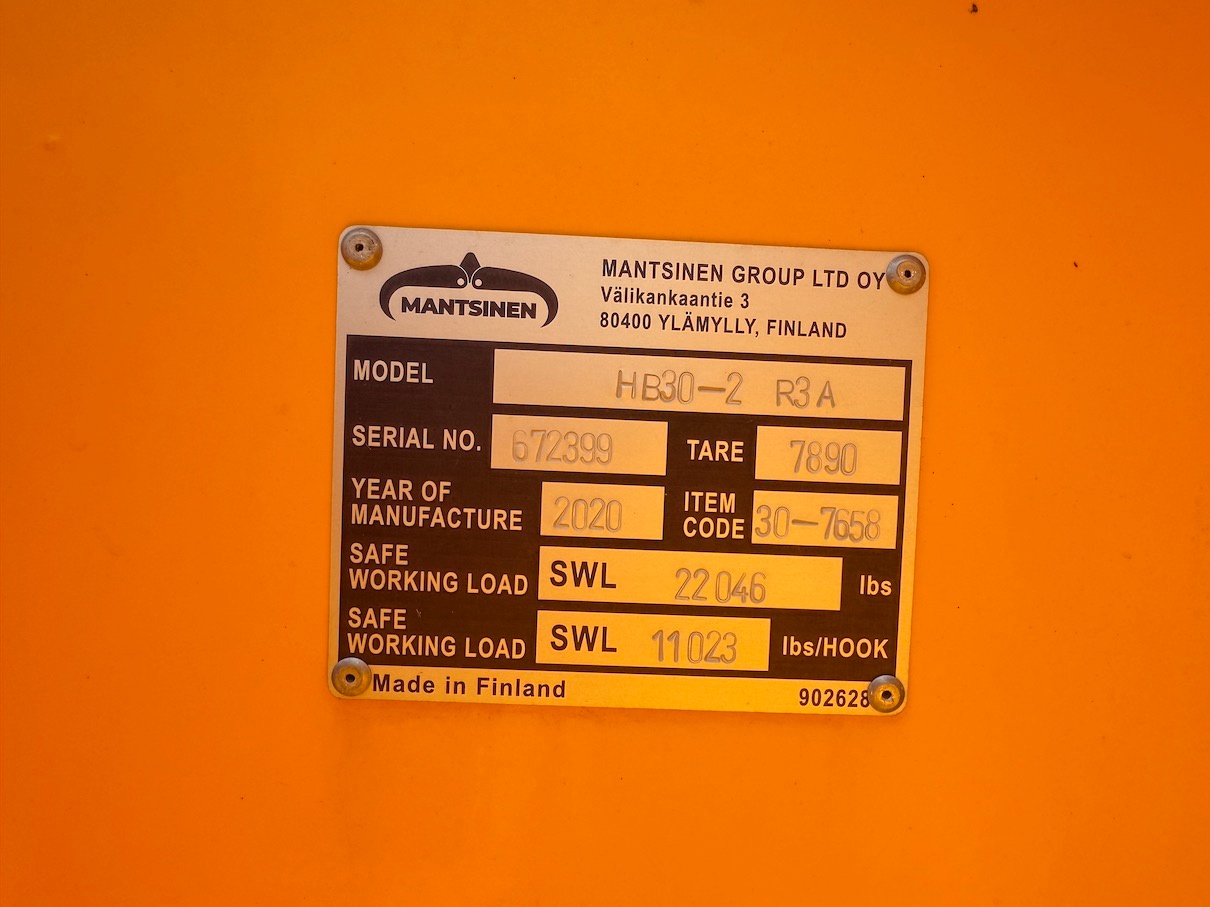 MANTSINEN
MANTSINEN GROUP LTD OY
Välikankaantie 3
80400 YLÄMYLLY, FINLAND
MODEL HB30-2 R3A
SERIAL NO. 672399 TARE 7890
YEAR OF
MANUFACTURE 2020 ITEM
CODE 30-7658
SAFE
WORKING LOAD SWL 22046 lbs
SAFE
WORKING LOAD SWL 11023 lbs/HOOK
Made in Finland 902628